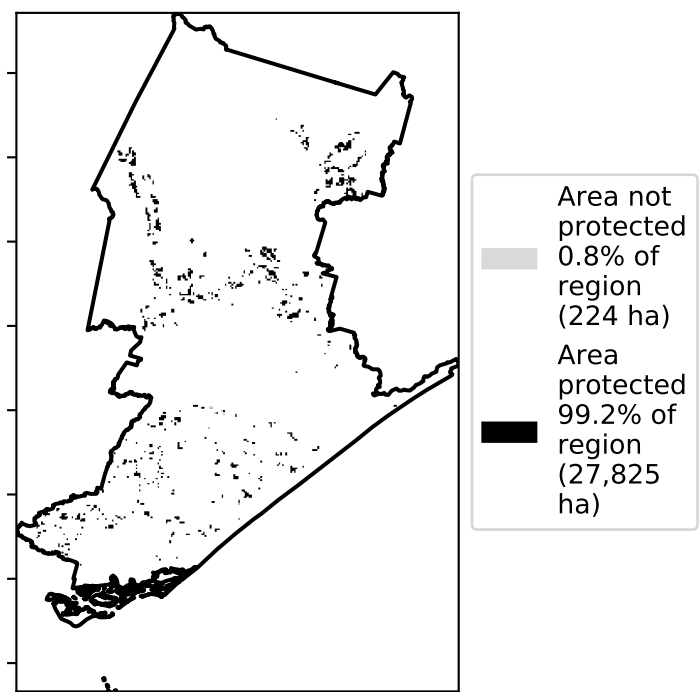 Area not
protected
0.8% of
region
(224 ha)
Area
protected
99.2% of
region
(27,825
ha)